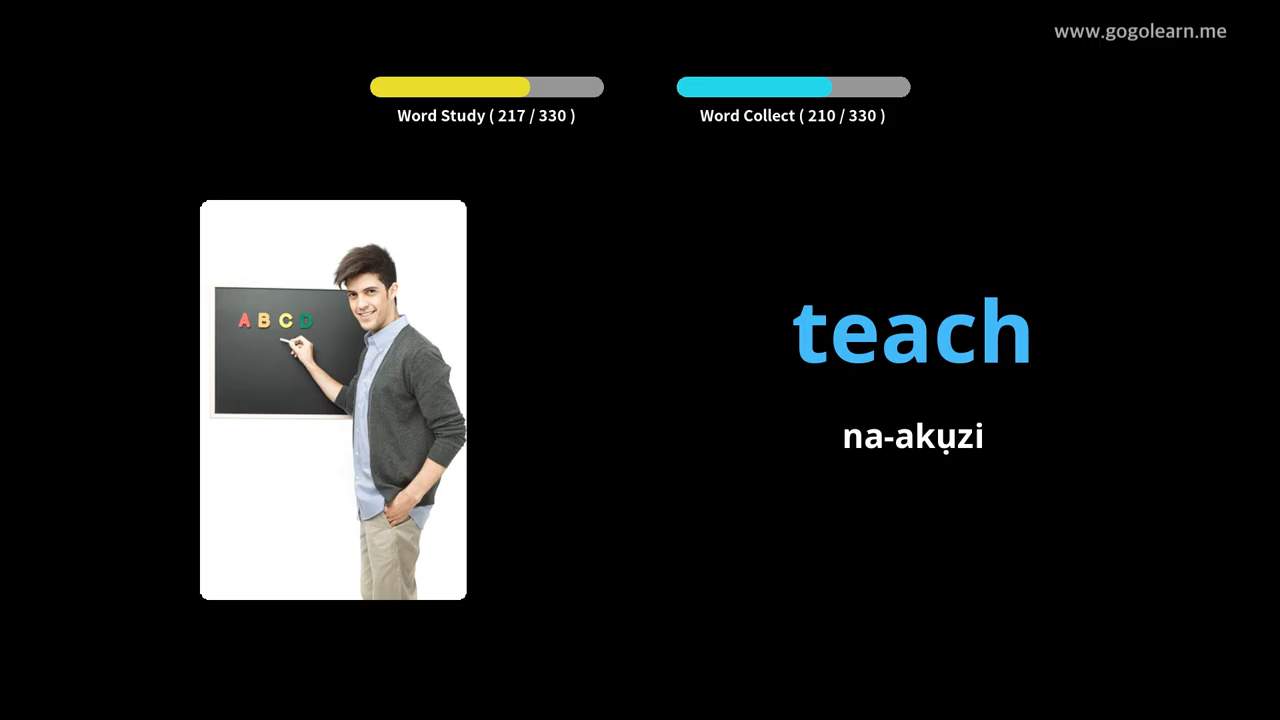 www.gogolearn.me
Word Study ( 217 / 330 )
Word Collect ( 210 / 330 )
A B C D
teach
na-akụzi